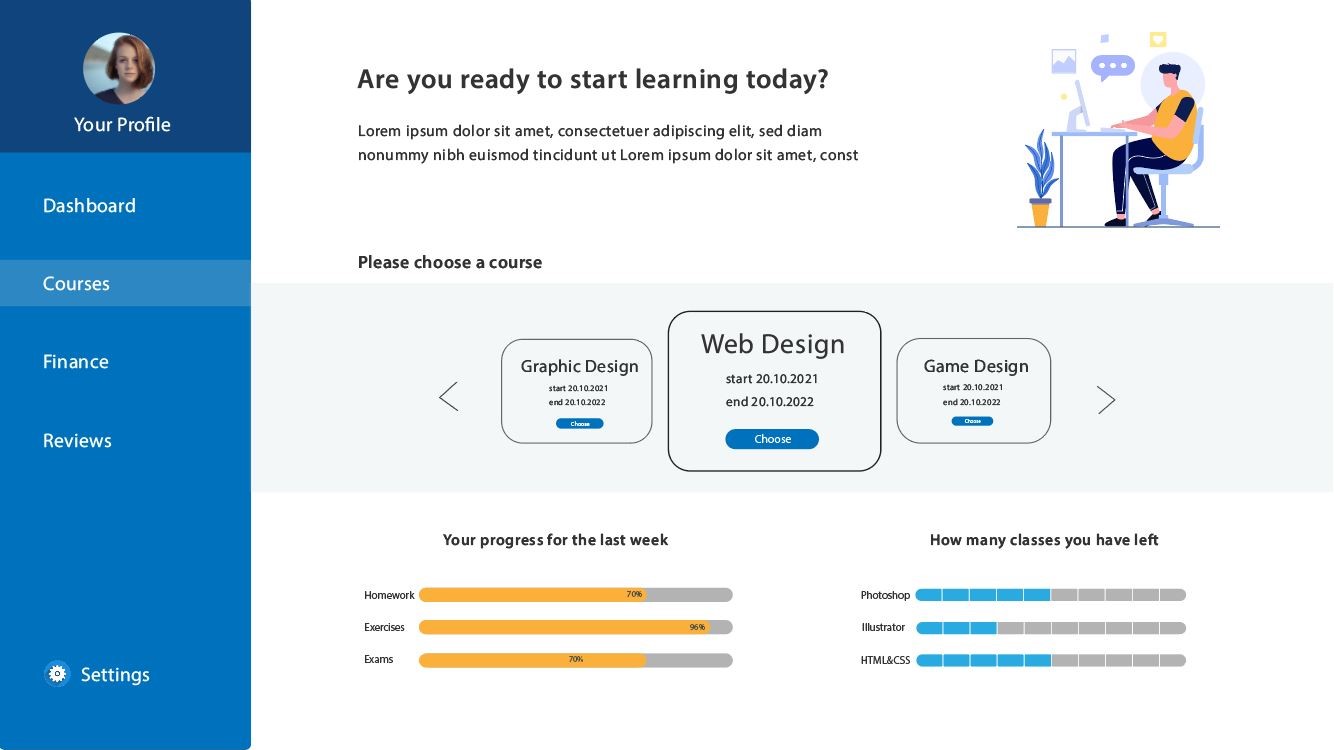 Your Profile
Dashboard
Courses
Finance
Reviews
Settings
Are you ready to start learning today?
Lorem ipsum dolor sit amet, consectetuer adipiscing elit, sed diam
nonummy nibh euismod tincidunt ut Lorem ipsum dolor sit amet, const
Please choose a course
Graphic Design
start 20.10.2021
end 20.10.2022
Choose
Web Design
start 20.10.2021
end 20.10.2022
Choose
Game Design
start 20.10.2021
end 20.10.2022
Choose
Your progress for the last week
Homework 70%
Exercises 96%
Exams 70%
How many classes you have left
Photoshop
Illustrator
HTML&CSS